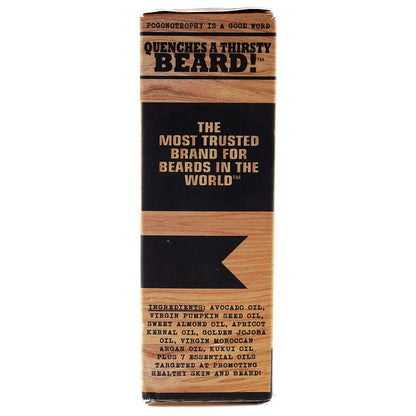 POGONOTROPHY IS A GOOD WORD
QUENCHES A THIRSTY
BEARD!™
THE
MOST TRUSTED
BRAND FOR
BEARDS IN THE
WORLD™
INGREDIENTS: AVOCADO OIL,
VIRGIN PUMPKIN SEED OIL,
SWEET ALMOND OIL, APRICOT
KERNAL OIL, GOLDEN JOJOBA
OIL, VIRGIN MOROCCAN
ARGAN OIL, KUKUI OIL
PLUS 7 ESSENTIAL OILS
TARGETED AT PROMOTING
HEALTHY SKIN AND BEARD!